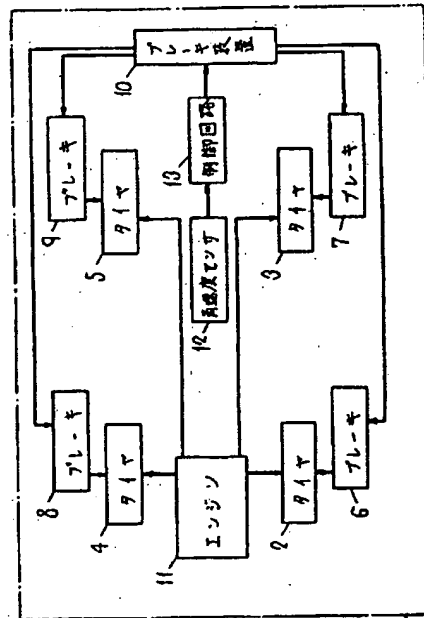 ブレーキ装置
10
制御回路
13
角速度センサ
12
ブレーキ
9
タイヤ
5
タイヤ
3
ブレーキ
7
ブレーキ
8
タイヤ
4
エンジン
11
タイヤ
2
ブレーキ
6